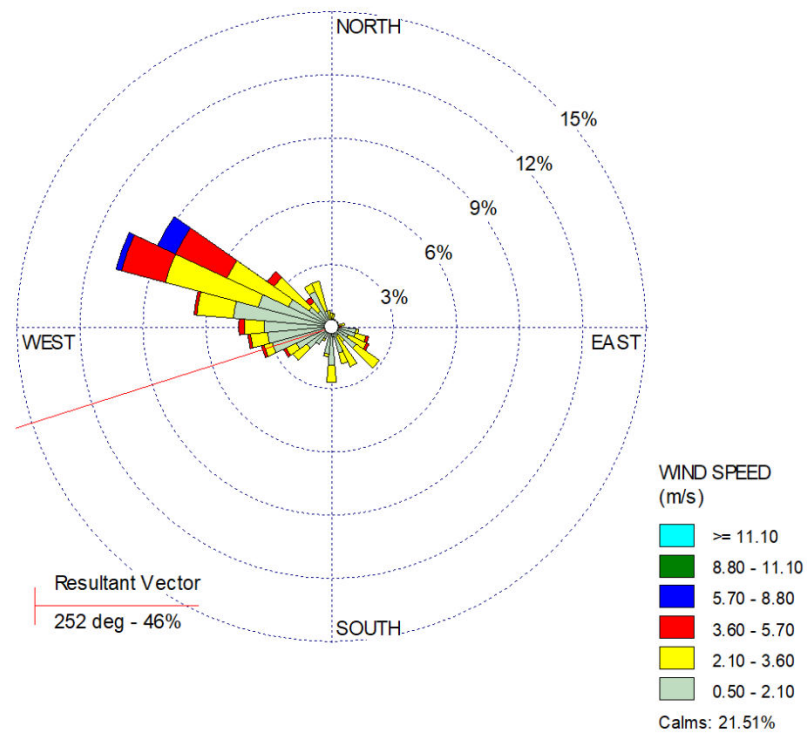 NORTH
15%
12%
9%
6%
3%
WEST
EAST
SOUTH
Resultant Vector
252 deg - 46%
WIND SPEED
(m/s)
>= 11.10
8.80 - 11.10
5.70 - 8.80
3.60 - 5.70
2.10 - 3.60
0.50 - 2.10
Calms: 21.51%